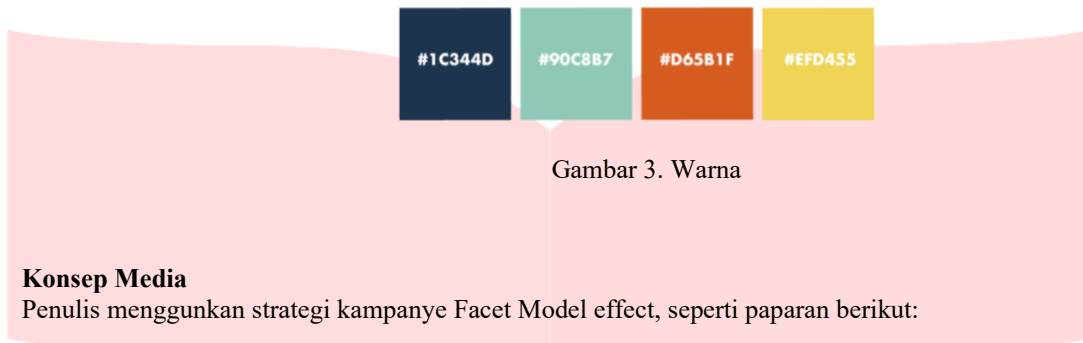 #1C344D #90C8B7 #D65B1F #EFD455
Gambar 3. Warna
Konsep Media
Penulis menggunkan strategi kampanye Facet Model effect, seperti paparan berikut: